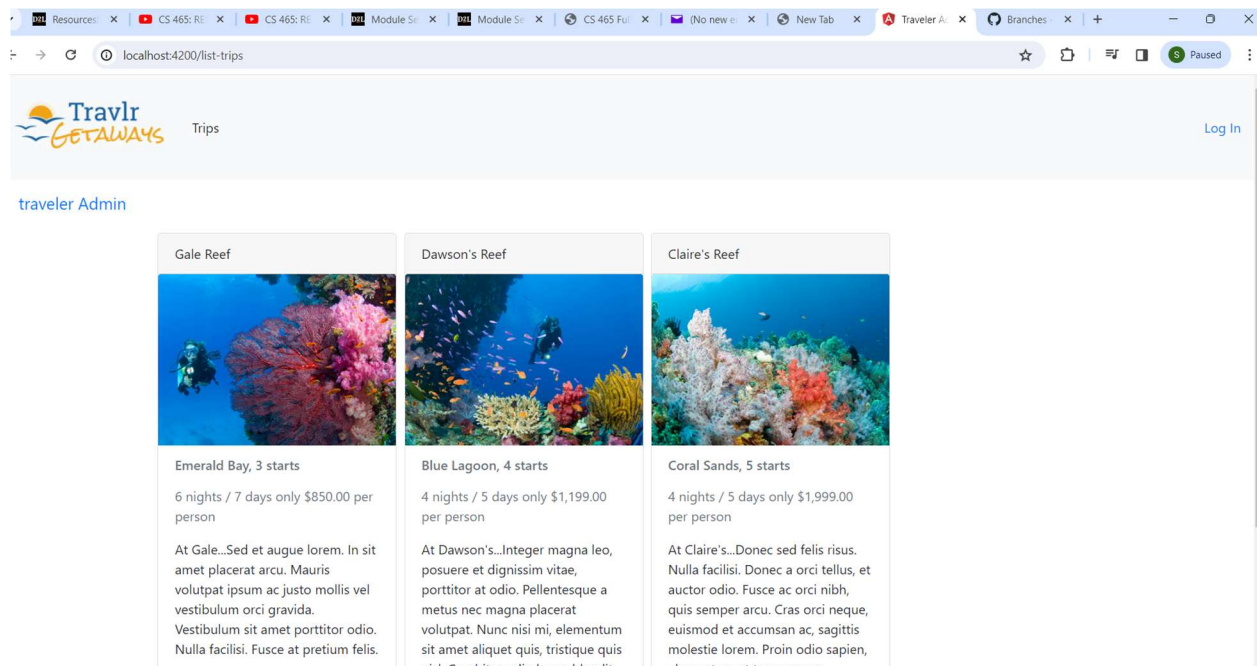 Resources:
CS 465: RE
CS 465: RE
Module Se
Module Se
CS 465 Ful
(No new e
New Tab
Traveler Ac
Branches
localhost:4200/list-trips
S
Paused
Travlr
GETAWAYS
Trips
Log In
traveler Admin
Gale Reef
Emerald Bay, 3 starts
6 nights / 7 days only $850.00 per
person
At Gale...Sed et augue lorem. In sit
amet placerat arcu. Mauris
volutpat ipsum ac justo mollis vel
vestibulum orci gravida.
Vestibulum sit amet porttitor odio.
Nulla facilisi. Fusce at pretium felis.
Dawson's Reef
Blue Lagoon, 4 starts
4 nights / 5 days only $1,199.00
per person
At Dawson's...Integer magna leo,
posuere et dignissim vitae,
porttitor at odio. Pellentesque a
metus nec magna placerat
volutpat. Nunc nisi mi, elementum
sit amet aliquet quis, tristique quis
Claire's Reef
Coral Sands, 5 starts
4 nights / 5 days only $1,999.00
per person
At Claire's...Donec sed felis risus.
Nulla facilisi. Donec a orci tellus, et
auctor odio. Fusce ac orci nibh,
quis semper arcu. Cras orci neque,
euismod et accumsan ac, sagittis
molestie lorem. Proin odio sapien,